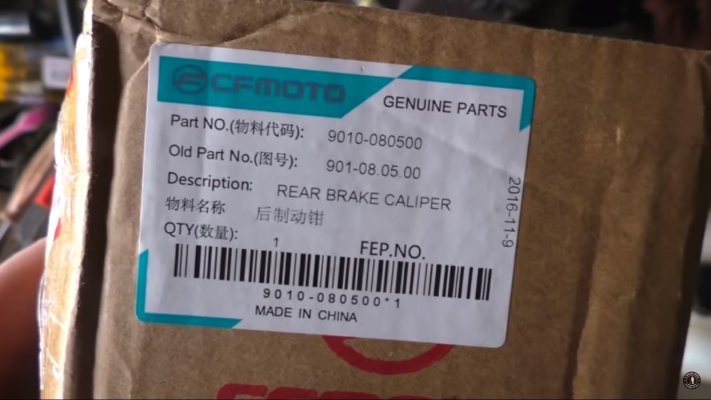 CFMOTO
GENUINE PARTS
Part NO.(物料代码): 9010-080500
Old Part No.(图号): 901-08.05.00
Description: REAR BRAKE CALIPER
物料名称 后制动钳
QTY(数量): 1 FEP.NO.
9010-080500*1
MADE IN CHINA
2016-11-9